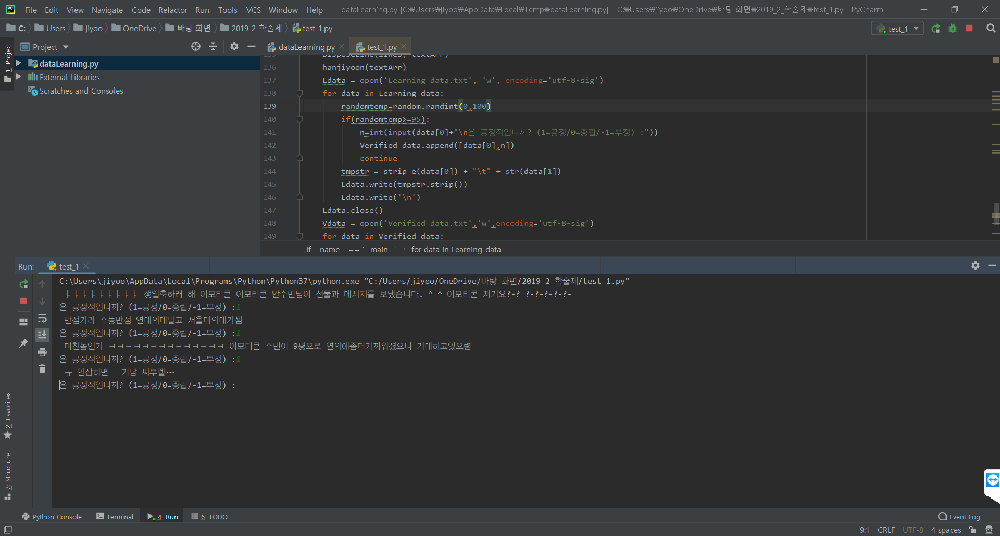 File Edit View Navigate Code Refactor Run Tools VCS Window Help dataLearning.py [C:₩Users₩jiyoo₩AppData₩Local₩Temp₩dataLearning.py] - C:₩Users₩jiyoo₩OneDrive₩바탕 화면₩2019_2_학술제₩test_1.py - PyCharm
C: Users jiyoo OneDrive 바탕 화면 2019_2_학술제 test_1.py test_1
Project dataLearning.py test_1.py
1: Project
dataLearning.py
External Libraries
Scratches and Consoles
136 hanjiyoon(textArr)
137 Ldata = open('Learning_data.txt', 'w', encoding='utf-8-sig')
138 for data in Learning_data:
139 randomtemp=random.randint(0,100)
140 if(randomtemp>=95):
141 n=int(input(data[0]+"\n은 긍정적입니까? (1=긍정/0=중립/-1=부정) :"))
142 Verified_data.append([data[0],n])
143 continue
144 tmpstr = strip_e(data[0]) + "\t" + str(data[1])
145 Ldata.write(tmpstr.strip())
146 Ldata.write('\n')
147 Ldata.close()
148 Vdata = open('Verified_data.txt','w',encoding='utf-8-sig')
149 for data in Verified_data:
if __name__ == '__main__' › for data in Learning_data
Run: test_1
C:\Users\jiyoo\AppData\Local\Programs\Python\Python37\python.exe "C:/Users/jiyoo/OneDrive/바탕 화면/2019_2_학술제/test_1.py"
ㅑㅑㅑㅑㅑㅑㅑㅑㅑ 생일축하래 해 이모티콘 이모티콘 안수민님이 선물과 메시지를 보냈습니다. ^_^ 이모티콘 저기요?-? ?-?-?-?-?-
은 긍정적입니까? (1=긍정/0=중립/-1=부정) :1
만점가라 수능만점 연대의대말고 서울대의대가셈
은 긍정적입니까? (1=긍정/0=중립/-1=부정) :1
미친놈인가 ㅋㅋㅋㅋㅋㅋㅋㅋㅋㅋㅋㅋㅋㅋ 이모티콘 수민이 9평으로 연의에좀더가까워졌으니 기대하고있으렴
은 긍정적입니까? (1=긍정/0=중립/-1=부정) :1
ㅠ 안잡히면 겨남 씨부렐~~
은 긍정적입니까? (1=긍정/0=중립/-1=부정) :
2: Favorites
7: Structure
Python Console Terminal 4: Run 6: TODO Event Log
9:1 CRLF UTF-8 4 spaces